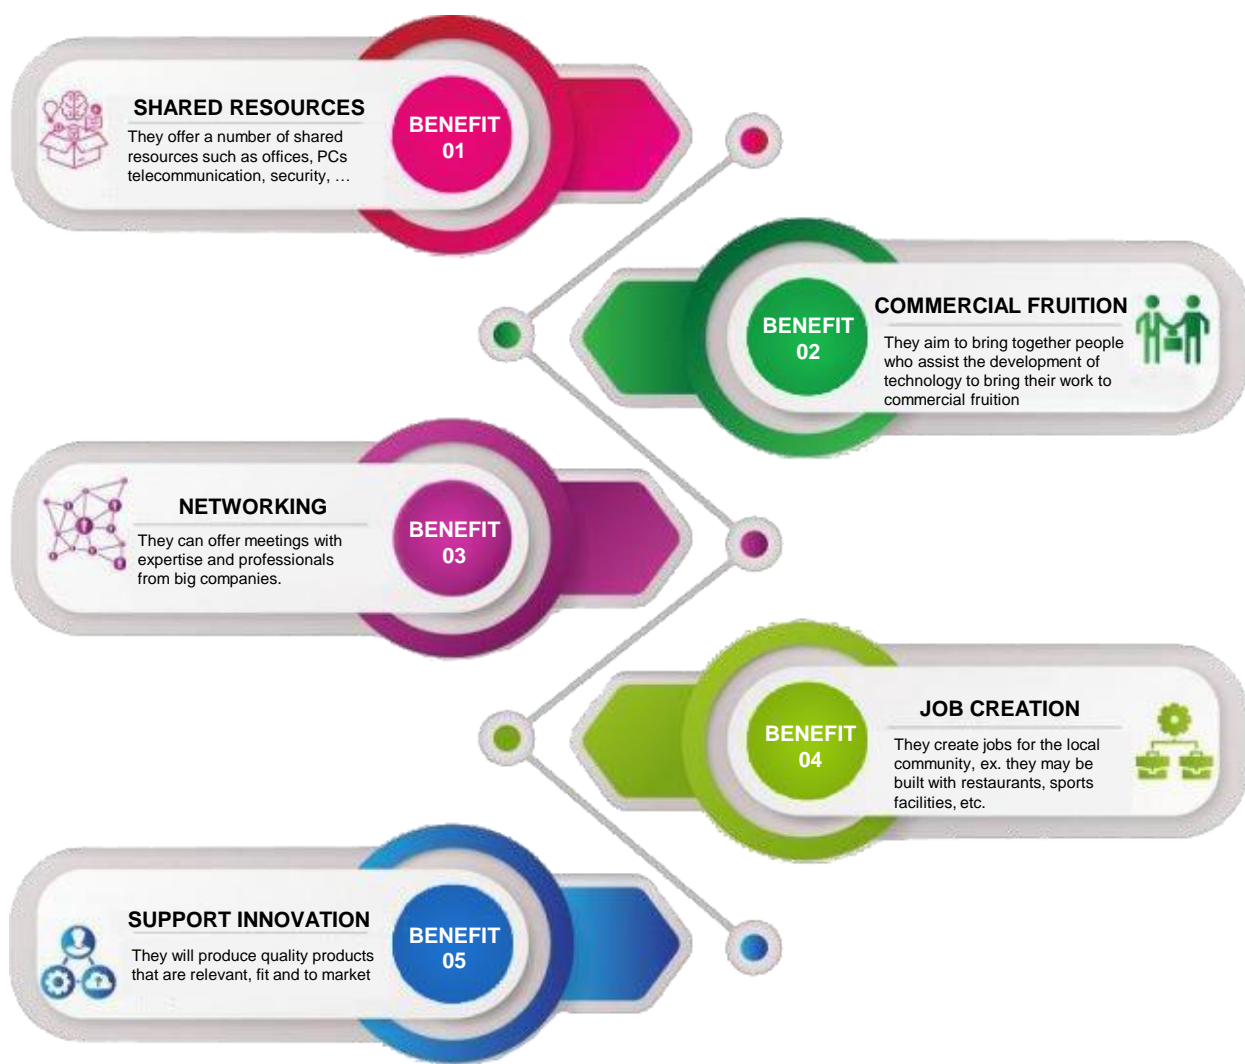 SHARED RESOURCES
They offer a number of shared
resources such as offices, PCs
telecommunication, security, …
BENEFIT
01
COMMERCIAL FRUITION
They aim to bring together people
who assist the development of
technology to bring their work to
commercial fruition
BENEFIT
02
NETWORKING
They can offer meetings with
expertise and professionals
from big companies.
BENEFIT
03
JOB CREATION
They create jobs for the local
community, ex. they may be
built with restaurants, sports
facilities, etc.
BENEFIT
04
SUPPORT INNOVATION
They will produce quality products
that are relevant, fit and to market
BENEFIT
05